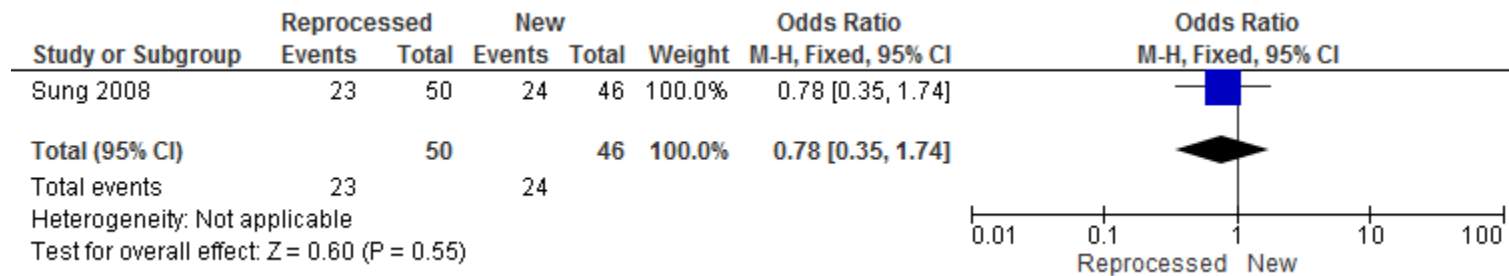 Reprocessed New Odds Ratio Odds Ratio
Study or Subgroup Events Total Events Total Weight M-H, Fixed, 95% CI M-H, Fixed, 95% CI
Sung 2008 23 50 24 46 100.0% 0.78 [0.35, 1.74]
Total (95% CI) 50 46 100.0% 0.78 [0.35, 1.74]
Total events 23 24
Heterogeneity: Not applicable
Test for overall effect: Z = 0.60 (P = 0.55)
0.01 0.1 1 10 100
Reprocessed New